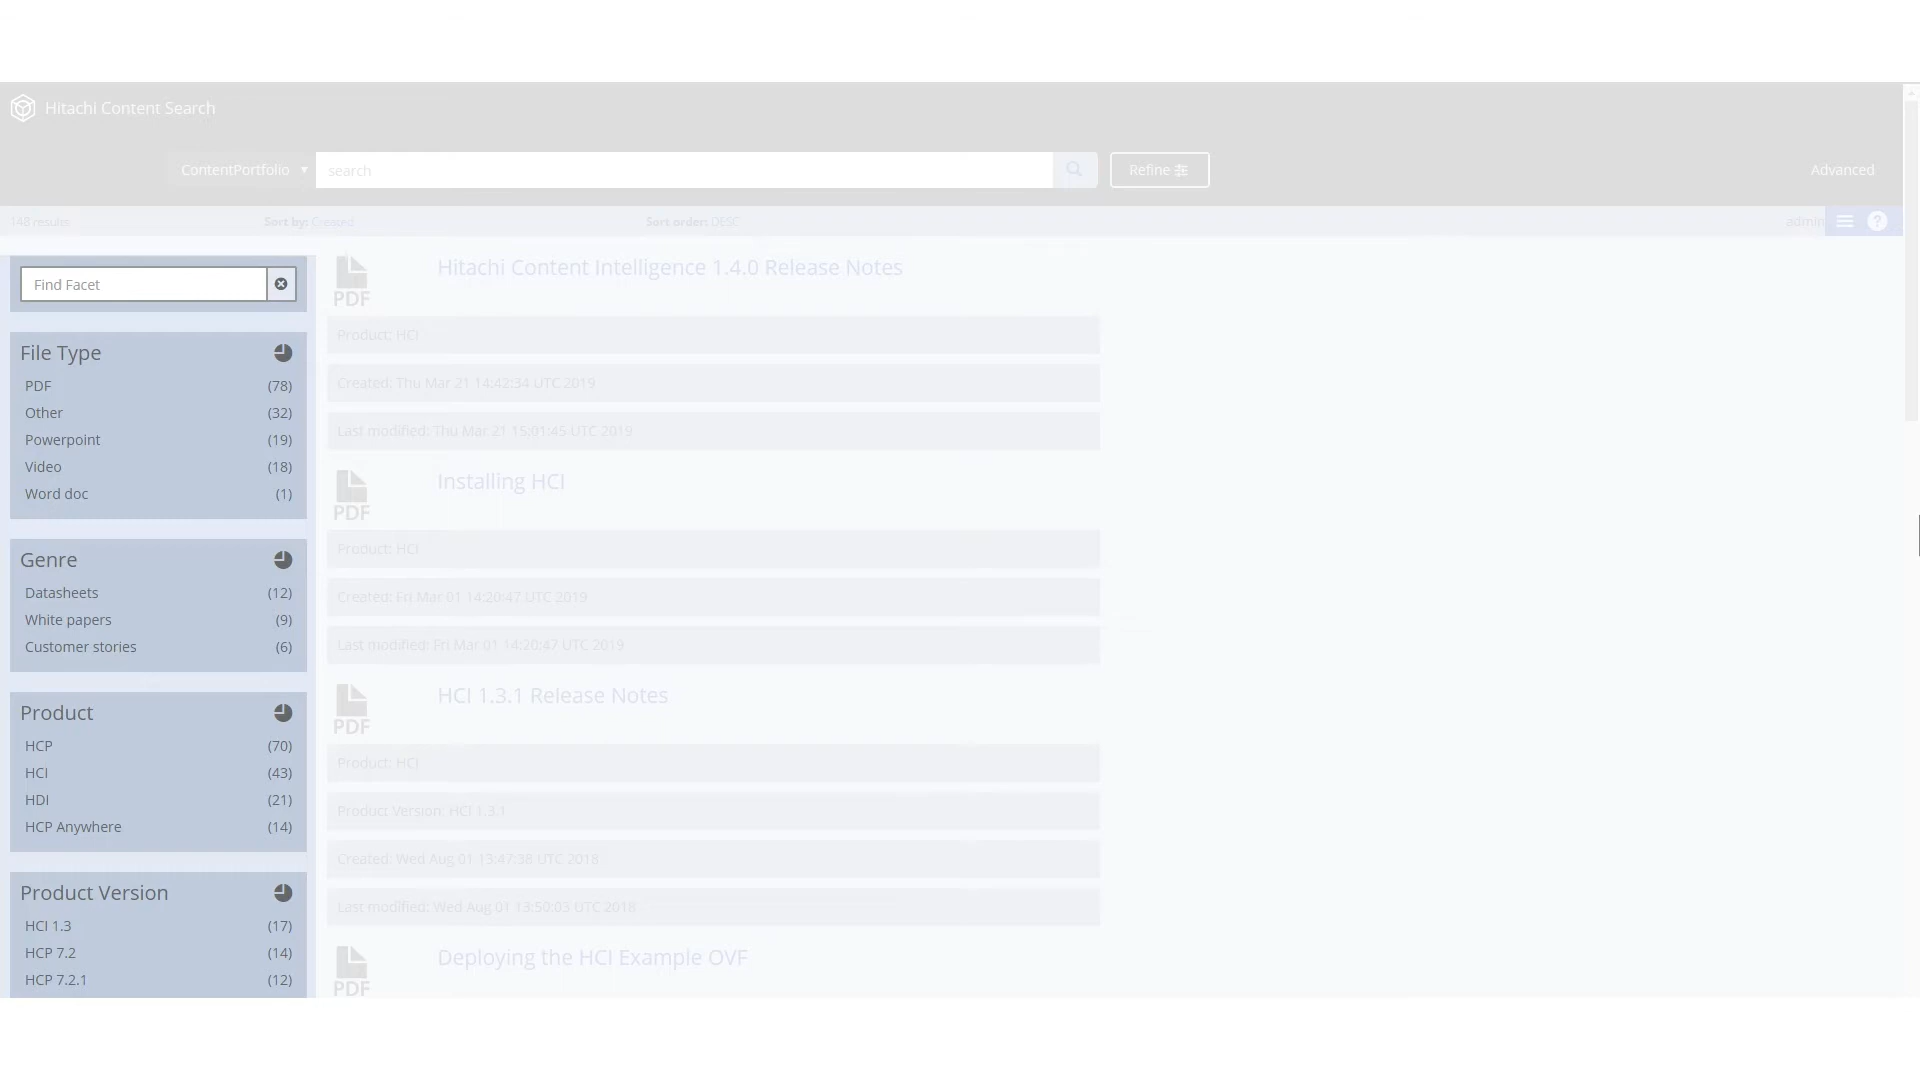 Hitachi Content Search
ContentPortfolio search Refine Advanced
148 results Sort by: Created Sort order: DESC admin ?
Find Facet
File Type
PDF (78)
Other (32)
Powerpoint (19)
Video (18)
Word doc (1)
Genre
Datasheets (12)
White papers (9)
Customer stories (6)
Product
HCP (70)
HCI (43)
HDI (21)
HCP Anywhere (14)
Product Version
HCI 1.3 (17)
HCP 7.2 (14)
HCP 7.2.1 (12)
PDF Hitachi Content Intelligence 1.4.0 Release Notes
Product: HCI
Created: Thu Mar 21 14:42:34 UTC 2019
Last modified: Thu Mar 21 15:01:45 UTC 2019
PDF Installing HCI
Product: HCI
Created: Fri Mar 01 14:20:47 UTC 2019
Last modified: Fri Mar 01 14:20:47 UTC 2019
PDF HCI 1.3.1 Release Notes
Product: HCI
Product Version: HCI 1.3.1
Created: Wed Aug 01 13:47:38 UTC 2018
Last modified: Wed Aug 01 13:50:03 UTC 2018
PDF Deploying the HCI Example OVF